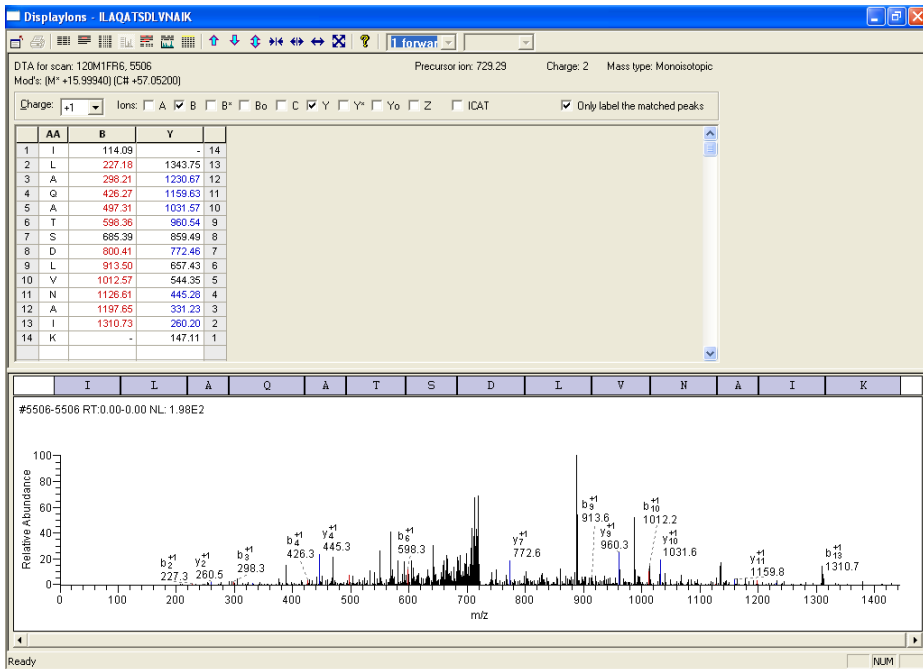 DisplayIons - ILAQATSDLVNAIK
1 forwar
DTA for scan: 120M1FR6, 5506 Precursor ion: 729.29 Charge: 2 Mass type: Monoisotopic
Mod's: (M* +15.99940) (C# +57.05200)
Charge: +1 Ions: A B B* Bo C Y Y* Yo Z ICAT Only label the matched peaks
AA B Y
1 I 114.09 - 14
2 L 227.18 1343.75 13
3 A 298.21 1230.67 12
4 Q 426.27 1159.63 11
5 A 497.31 1031.57 10
6 T 598.36 960.54 9
7 S 685.39 859.49 8
8 D 800.41 772.46 7
9 L 913.50 657.43 6
10 V 1012.57 544.35 5
11 N 1126.61 445.28 4
12 A 1197.65 331.23 3
13 I 1310.73 260.20 2
14 K - 147.11 1
I L A Q A T S D L V N A I K
#5506-5506 RT:0.00-0.00 NL: 1.98E2
Relative Abundance
100
80
60
40
20
0
b2+1 227.3
y2+1 260.5
b3+1 298.3
b4+1 426.3
y4+1 445.3
b6+1 598.3
y7+1 772.6
b9+1 913.6
y9+1 960.3
b10+1 1012.2
y10+1 1031.6
y11+1 1159.8
b13+1 1310.7
0 100 200 300 400 500 600 700 800 900 1000 1100 1200 1300 1400
m/z
Ready NUM